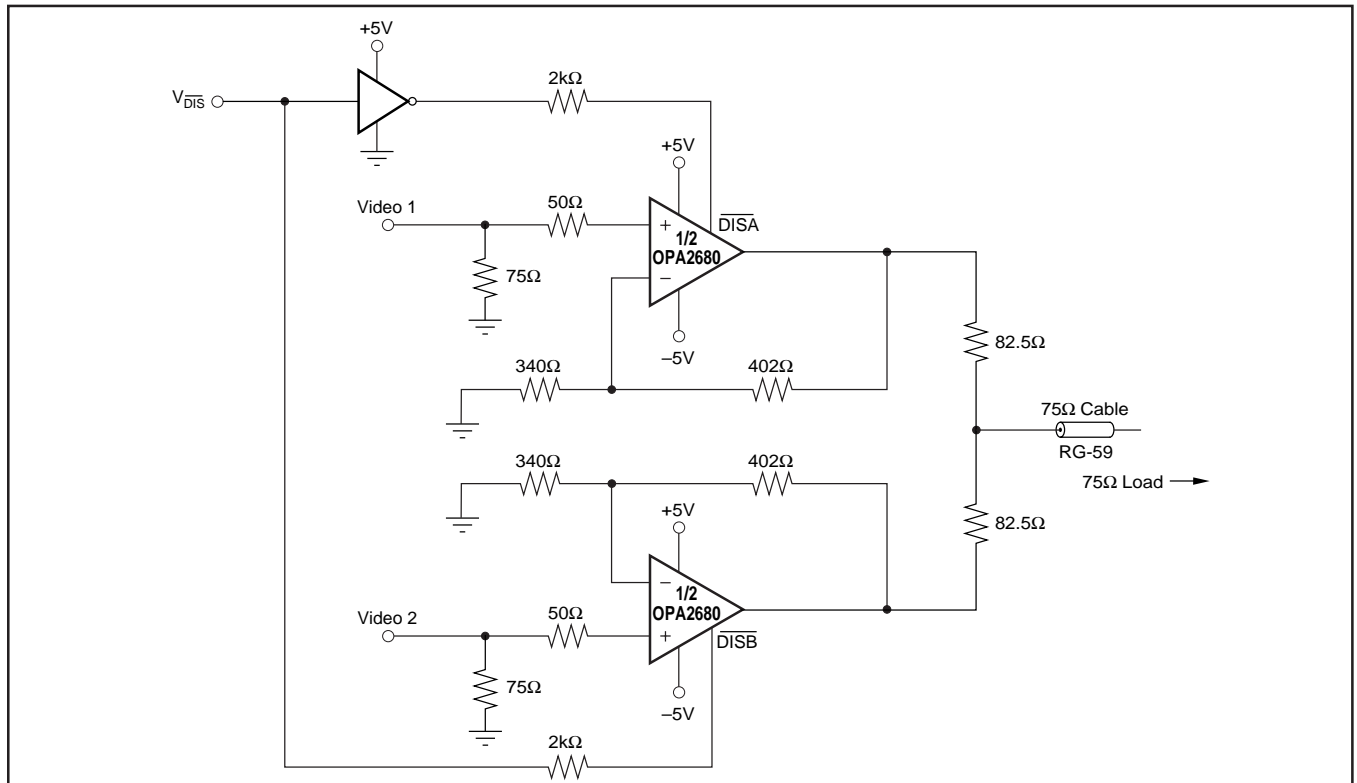 +5V
2kΩ
V DIS
+5V
Video 1
50Ω
DISA
+
1/2
OPA2680
–
75Ω
–5V
340Ω
402Ω
82.5Ω
75Ω Cable
RG-59
75Ω Load
340Ω
402Ω
+5V
82.5Ω
–
1/2
OPA2680
+
Video 2
50Ω
DISB
75Ω
–5V
2kΩ